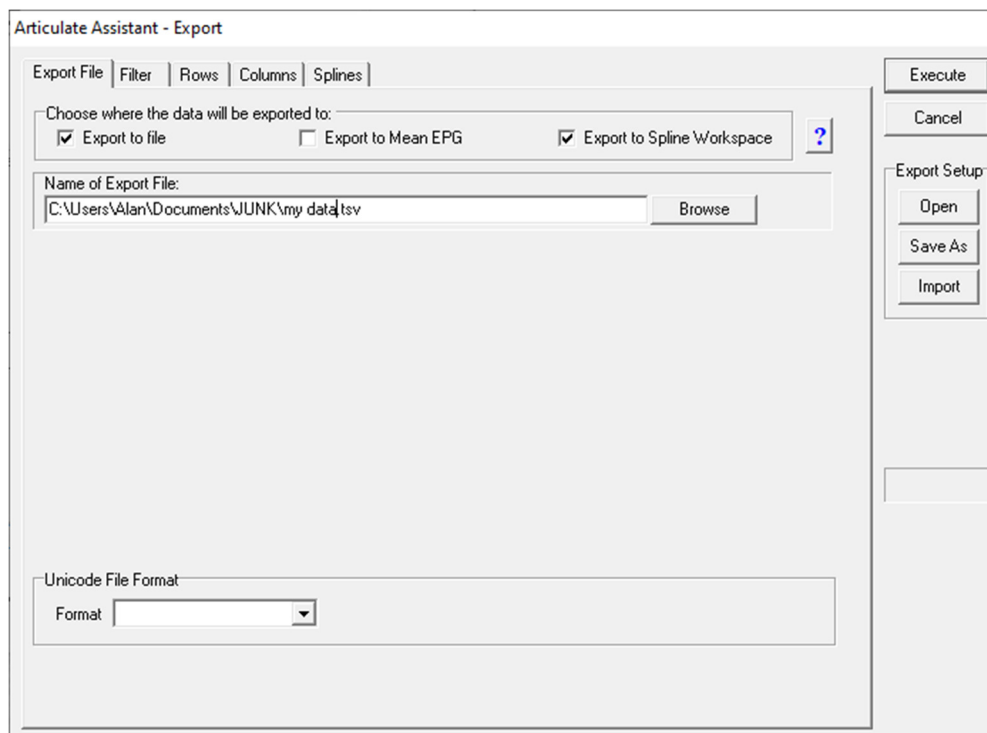 Articulate Assistant - Export
Export File Filter Rows Columns Splines
Execute
Cancel
Choose where the data will be exported to:
Export to file Export to Mean EPG Export to Spline Workspace ?
Export Setup
Open
Save As
Import
Name of Export File:
C:\Users\Alan\Documents\JUNK\my data.tsv Browse
Unicode File Format
Format